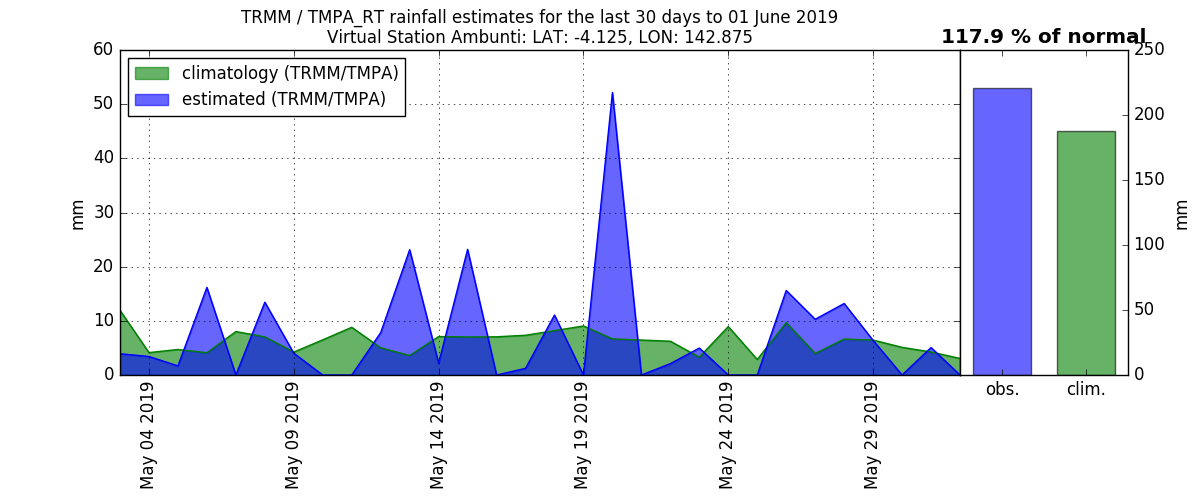 TRMM / TMPA_RT rainfall estimates for the last 30 days to 01 June 2019
Virtual Station Ambunti: LAT: -4.125, LON: 142.875
117.9 % of normal
climatology (TRMM/TMPA)
estimated (TRMM/TMPA)
60
50
40
30
20
10
0
mm
May 04 2019
May 09 2019
May 14 2019
May 19 2019
May 24 2019
May 29 2019
250
200
150
100
50
0
mm
obs.
clim.